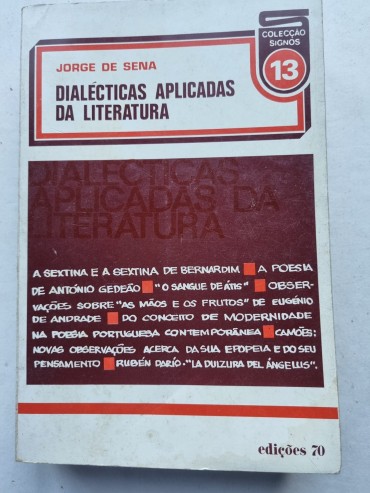 COLECÇÃO
SIGNOS
13
JORGE DE SENA
DIALÉCTICAS APLICADAS
DA LITERATURA
DIALÉCTICAS
APLICADAS DA
LITERATURA
A SEXTINA E A SEXTINA DE BERNARDIM ■ A POESIA
DE ANTÓNIO GEDEÃO ■ "O SANGUE DE ÁTIS" ■ OBSER-
VAÇÕES SOBRE "AS MÃOS E OS FRUTOS" DE EUGÉNIO
DE ANDRADE ■ DO CONCEITO DE MODERNIDADE
NA POESIA PORTUGUESA CONTEMPORÂNEA ■ CAMÕES:
NOVAS OBSERVAÇÕES ACERCA DA SUA EPOPEIA E DO SEU
PENSAMENTO ■ RUBÉN DARÍO: "LA DULZURA DEL ÁNGELUS".
edições 70